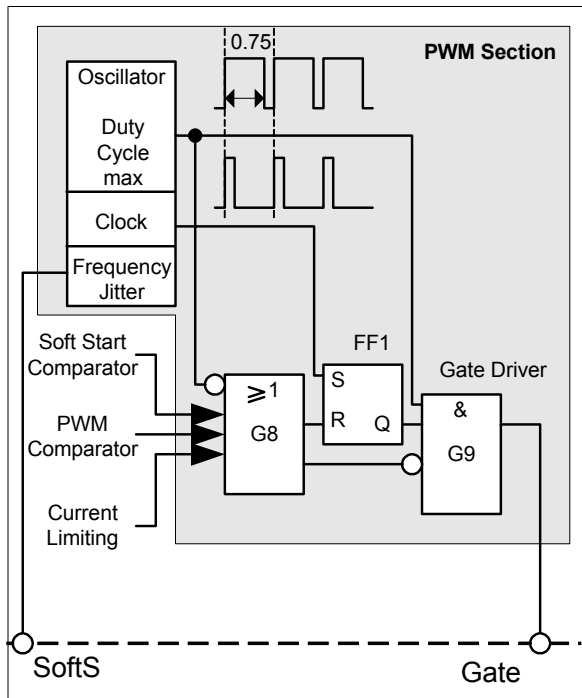 0.75
PWM Section
Oscillator
Duty
Cycle
max
Clock
Frequency
Jitter
Soft Start
Comparator
PWM
Comparator
Current
Limiting
FF1
Gate Driver
≥1
G8
S
R
Q
&
G9
SoftS
Gate